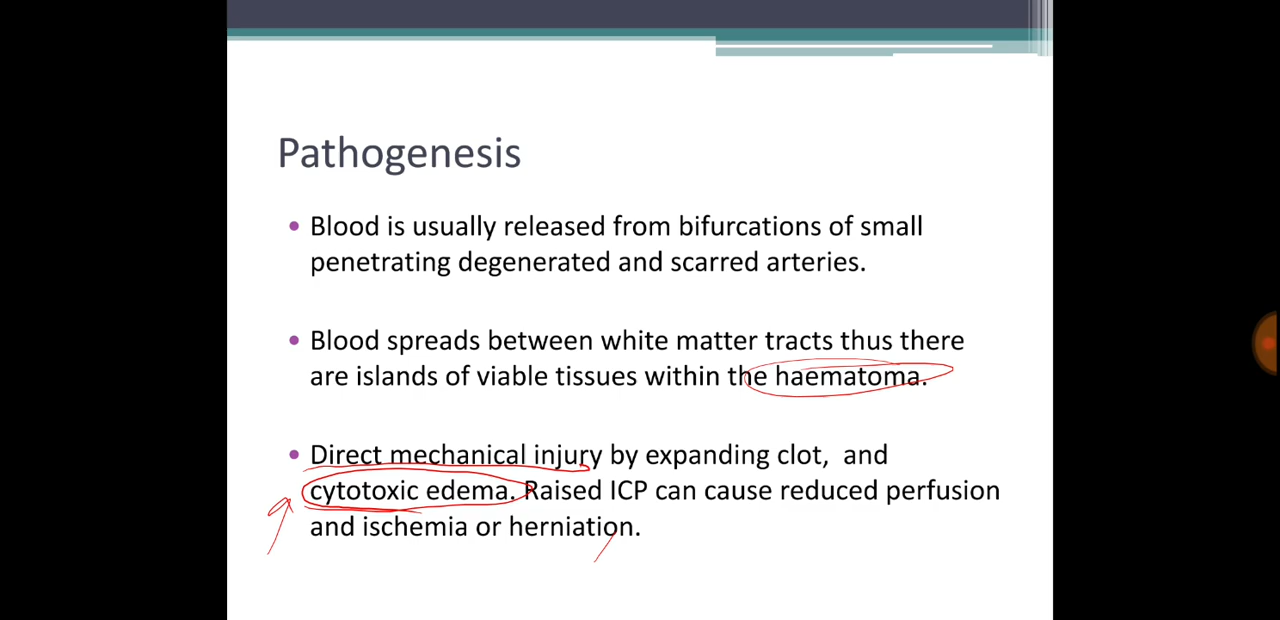 Pathogenesis
• Blood is usually released from bifurcations of small
penetrating degenerated and scarred arteries.
• Blood spreads between white matter tracts thus there
are islands of viable tissues within the haematoma.
• Direct mechanical injury by expanding clot,  and
cytotoxic edema. Raised ICP can cause reduced perfusion
and ischemia or herniation.